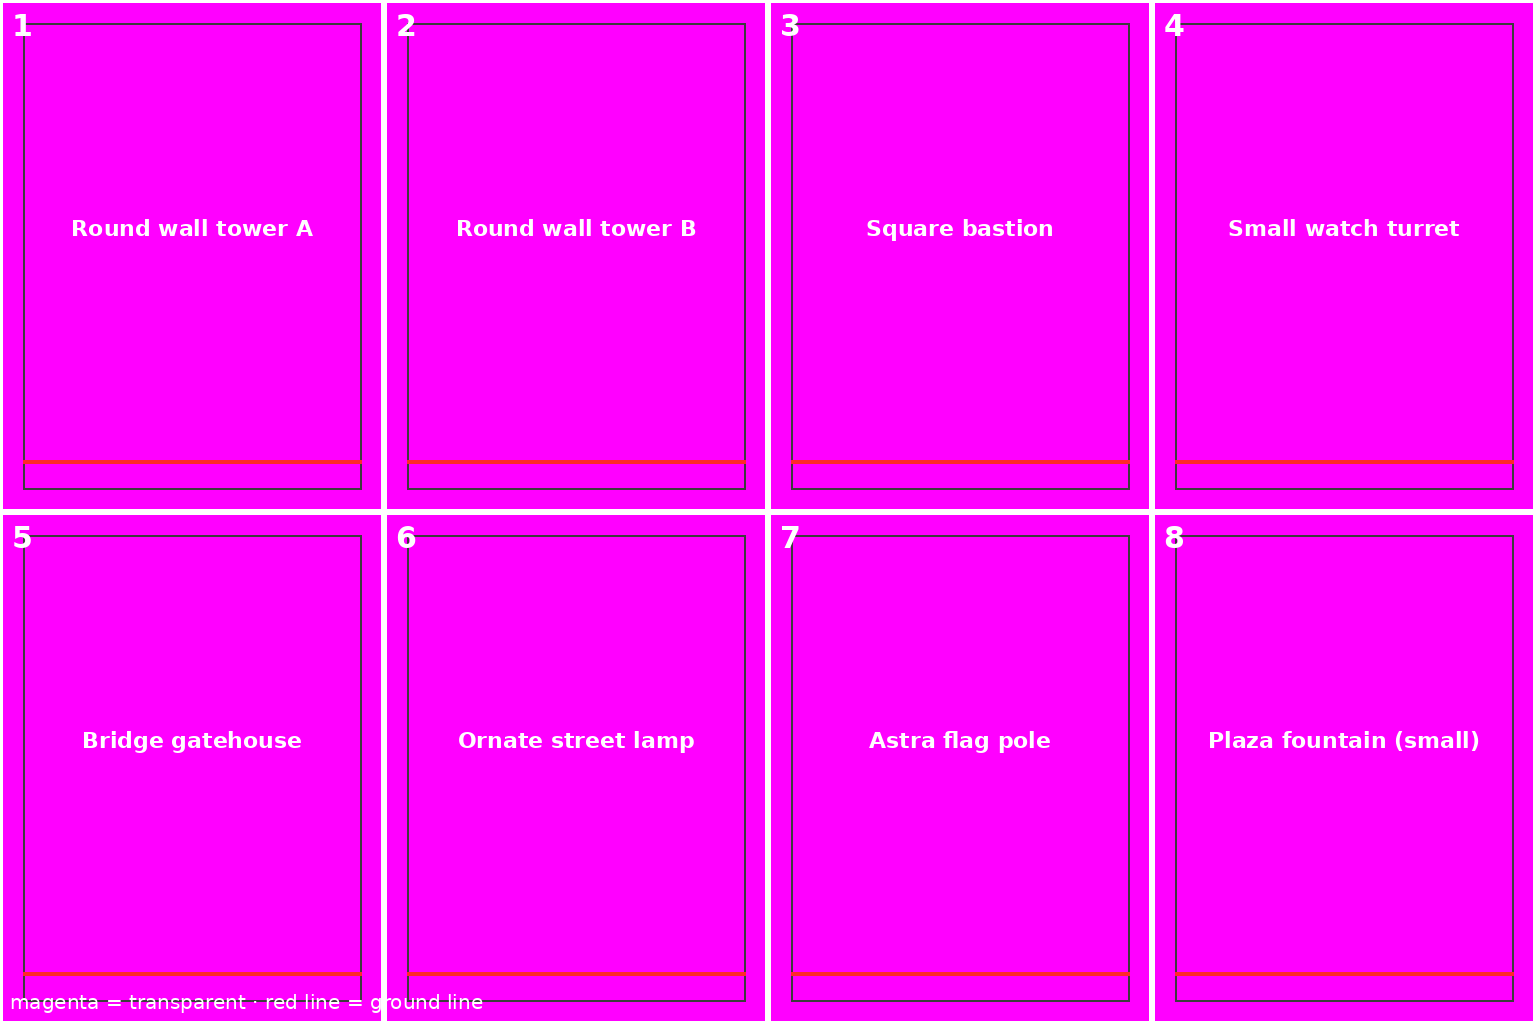 1
2
3
4
Round wall tower A
Round wall tower B
Square bastion
Small watch turret
5
6
7
8
Bridge gatehouse
Ornate street lamp
Astra flag pole
Plaza fountain (small)
magenta = transparent · red line = ground line